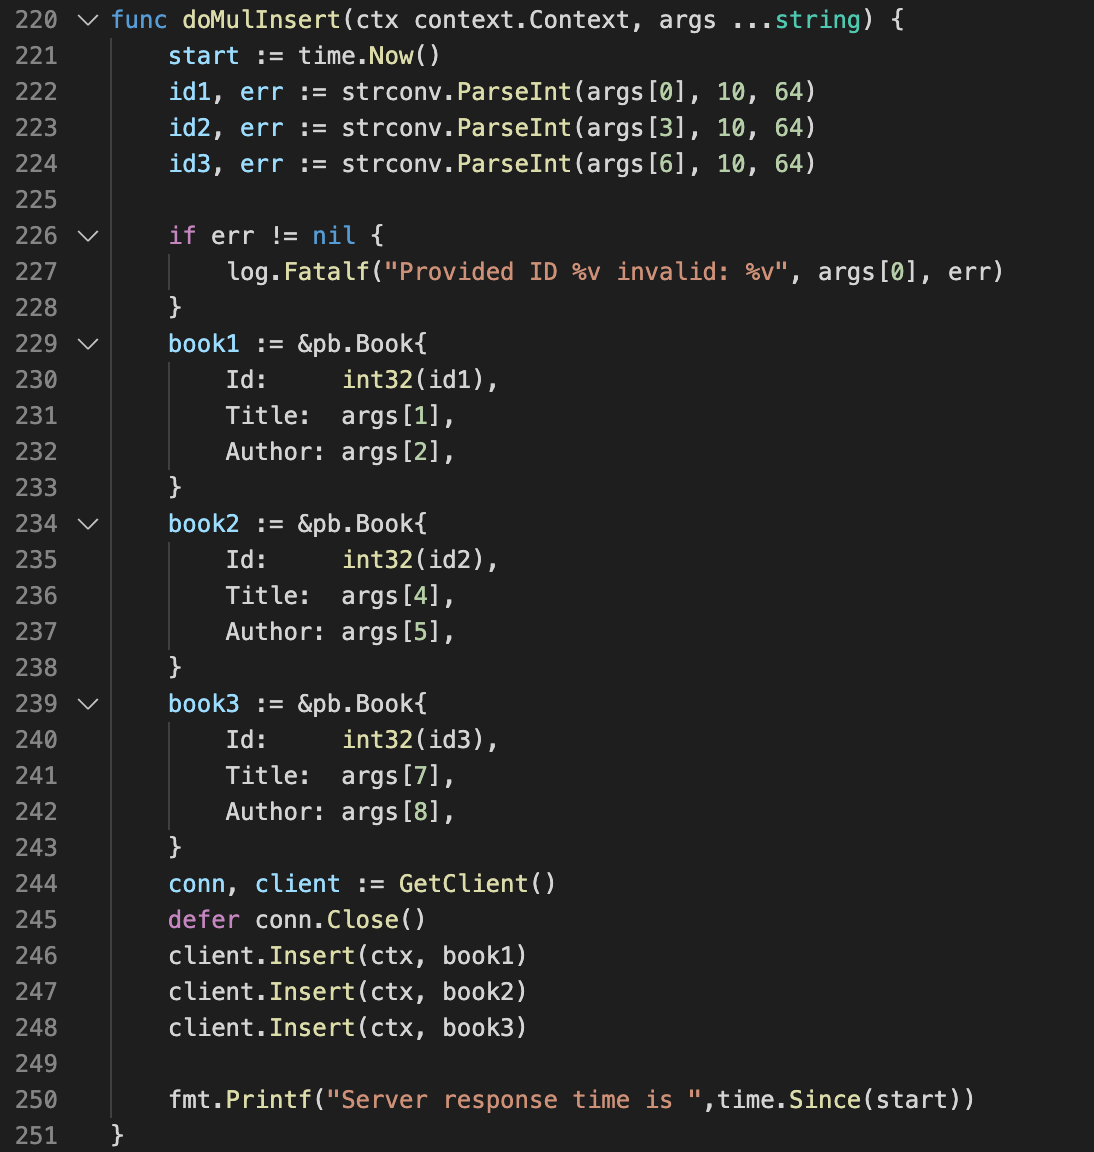 220 func doMulInsert(ctx context.Context, args ...string) {
221     start := time.Now()
222     id1, err := strconv.ParseInt(args[0], 10, 64)
223     id2, err := strconv.ParseInt(args[3], 10, 64)
224     id3, err := strconv.ParseInt(args[6], 10, 64)
225
226     if err != nil {
227         log.Fatalf("Provided ID %v invalid: %v", args[0], err)
228     }
229     book1 := &pb.Book{
230         Id:     int32(id1),
231         Title:  args[1],
232         Author: args[2],
233     }
234     book2 := &pb.Book{
235         Id:     int32(id2),
236         Title:  args[4],
237         Author: args[5],
238     }
239     book3 := &pb.Book{
240         Id:     int32(id3),
241         Title:  args[7],
242         Author: args[8],
243     }
244     conn, client := GetClient()
245     defer conn.Close()
246     client.Insert(ctx, book1)
247     client.Insert(ctx, book2)
248     client.Insert(ctx, book3)
249
250     fmt.Printf("Server response time is ",time.Since(start))
251 }